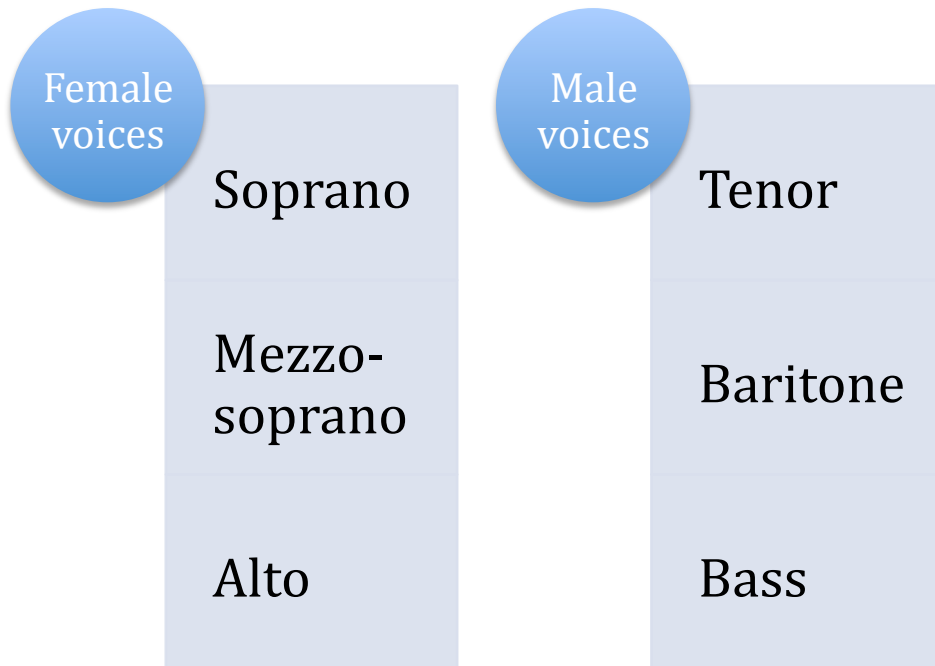 Female
voices
Soprano
Mezzo-
soprano
Alto
Male
voices
Tenor
Baritone
Bass